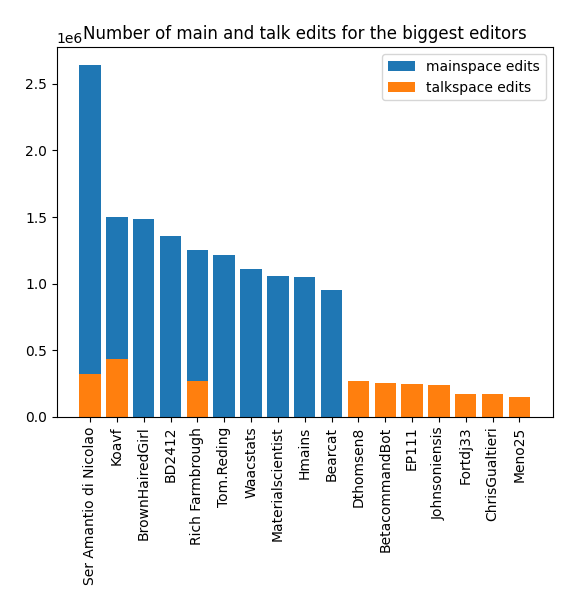 Number of main and talk edits for the biggest editors
1e6
mainspace edits
talkspace edits
2.5
2.0
1.5
1.0
0.5
0.0
Ser Amantio di Nicolao
Koavf
BrownHairedGirl
BD2412
Rich Farmbrough
Tom.Reding
Waacstats
Materialscientist
Hmains
Bearcat
Dthomsen8
BetacommandBot
EP111
Johnsoniensis
Fortdj33
ChrisGualtieri
Meno25